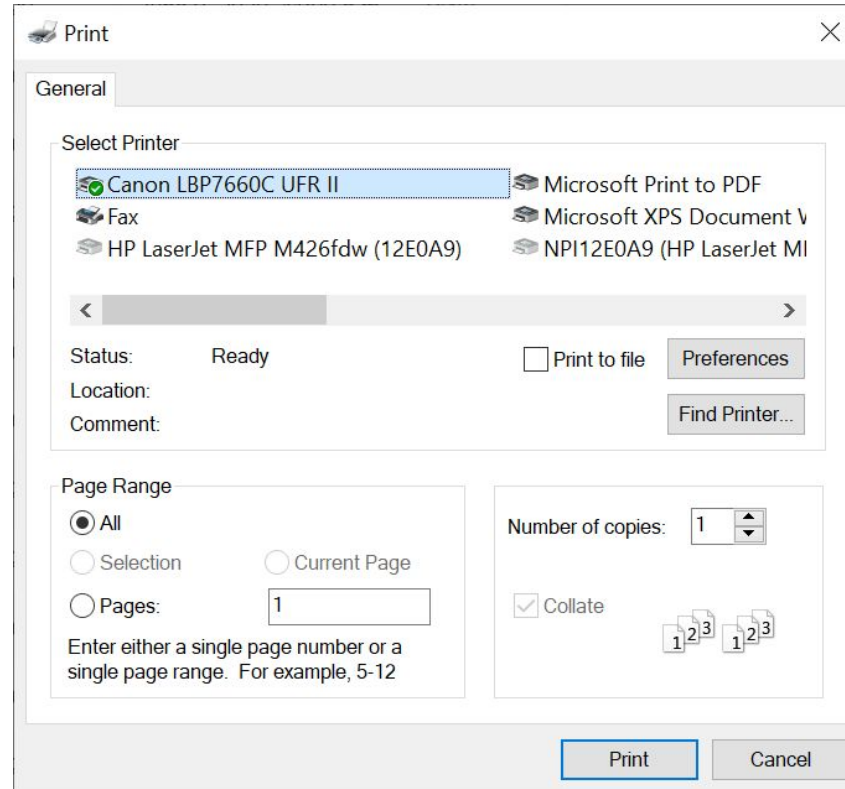 Print
General
Select Printer
Canon LBP7660C UFR II
Microsoft Print to PDF
Fax
Microsoft XPS Document
HP LaserJet MFP M426fdw (12E0A9)
NPI12E0A9 (HP LaserJet
Status: Ready
Print to file
Preferences
Location:
Comment:
Find Printer...
Page Range
All
Selection
Current Page
Pages: 1
Enter either a single page number or a
single page range. For example, 5-12
Number of copies: 1
Collate
1 2 3 1 2 3
Print
Cancel